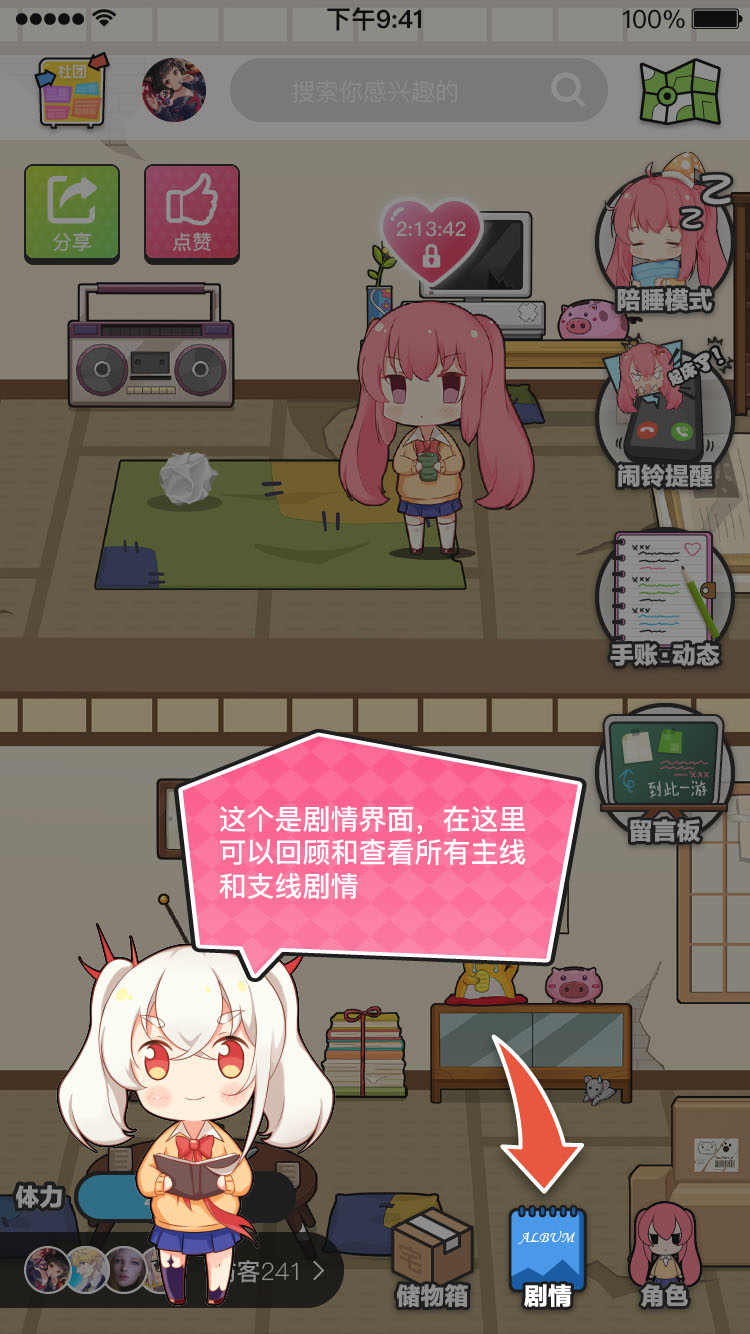 下午9:41
100%
社团
搜索你感兴趣的
分享
点赞
2:13:42
Z
Z
陪睡模式
起床了!
闹铃提醒
手账·动态
到此一游
留言板
这个是剧情界面，在这里
可以回顾和查看所有主线
和支线剧情
体力
客241
ALBUM
宅
储物箱
剧情
角色